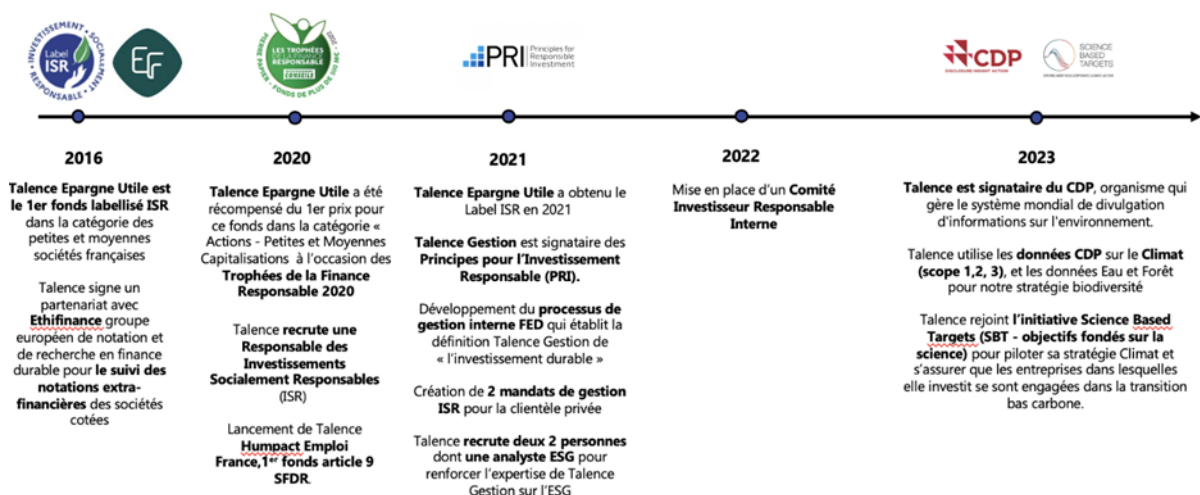 INVESTISSEMENT SOCIALEMENT RESPONSABLE
Label
ISR
LES TROPHÉES
RESPONSABLE
CONSEILS
PIERRE PAPIER - FONDS DE PLUS DE
PRI
Principles for
Responsible
Investment
CDP
DISCLOSURE INSIGHT ACTION
SCIENCE
BASED
TARGETS
2016
Talence Epargne Utile est
le 1er fonds labellisé ISR
dans la catégorie des
petites et moyennes
sociétés françaises
Talence signe un
partenariat avec
Ethifinance groupe
européen de notation et
de recherche en finance
durable pour le suivi des
notations extra-
financières des sociétés
cotées
2020
Talence Epargne Utile a été
récompensé du 1er prix pour
ce fonds dans la catégorie «
Actions - Petites et Moyennes
Capitalisations à l'occasion des
Trophées de la Finance
Responsable 2020
Talence recrute une
Responsable des
Investissements
Socialement Responsables
(ISR)
Lancement de Talence
Humpact Emploi
France,1er fonds article 9
SFDR.
2021
Talence Epargne Utile a obtenu le
Label ISR en 2021
Talence Gestion est signataire des
Principes pour l'Investissement
Responsable (PRI).
Développement du processus de
gestion interne FED qui établit la
définition Talence Gestion de
« l'investissement durable »
Création de 2 mandats de gestion
ISR pour la clientèle privée
Talence recrute deux 2 personnes
dont une analyste ESG pour
renforcer l'expertise de Talence
Gestion sur l'ESG
2022
Mise en place d'un Comité
Investisseur Responsable
Interne
2023
Talence est signataire du CDP, organisme qui
gère le système mondial de divulgation
d'informations sur l'environnement.
Talence utilise les données CDP sur le Climat
(scope 1,2, 3), et les données Eau et Forêt
pour notre stratégie biodiversité
Talence rejoint l'initiative Science Based
Targets (SBT - objectifs fondés sur la
science) pour piloter sa stratégie Climat et
s'assurer que les entreprises dans lesquelles
elle investit se sont engagées dans la transition
bas carbone.